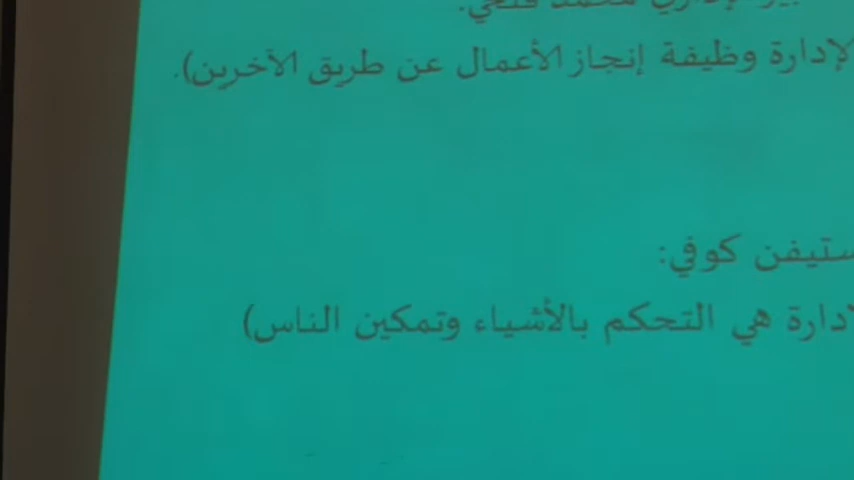 لإدارة وظيفة إنجاز الأعمال عن طريق الآخرين).
ستيفن كوفي:
لإدارة هي التحكم بالأشياء وتمكين الناس)